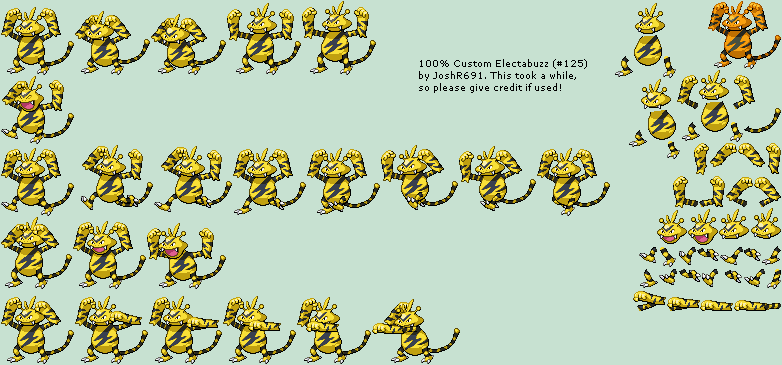 100% Custom Electabuzz (#125)
by JoshR691. This took a while,
so please give credit if used!